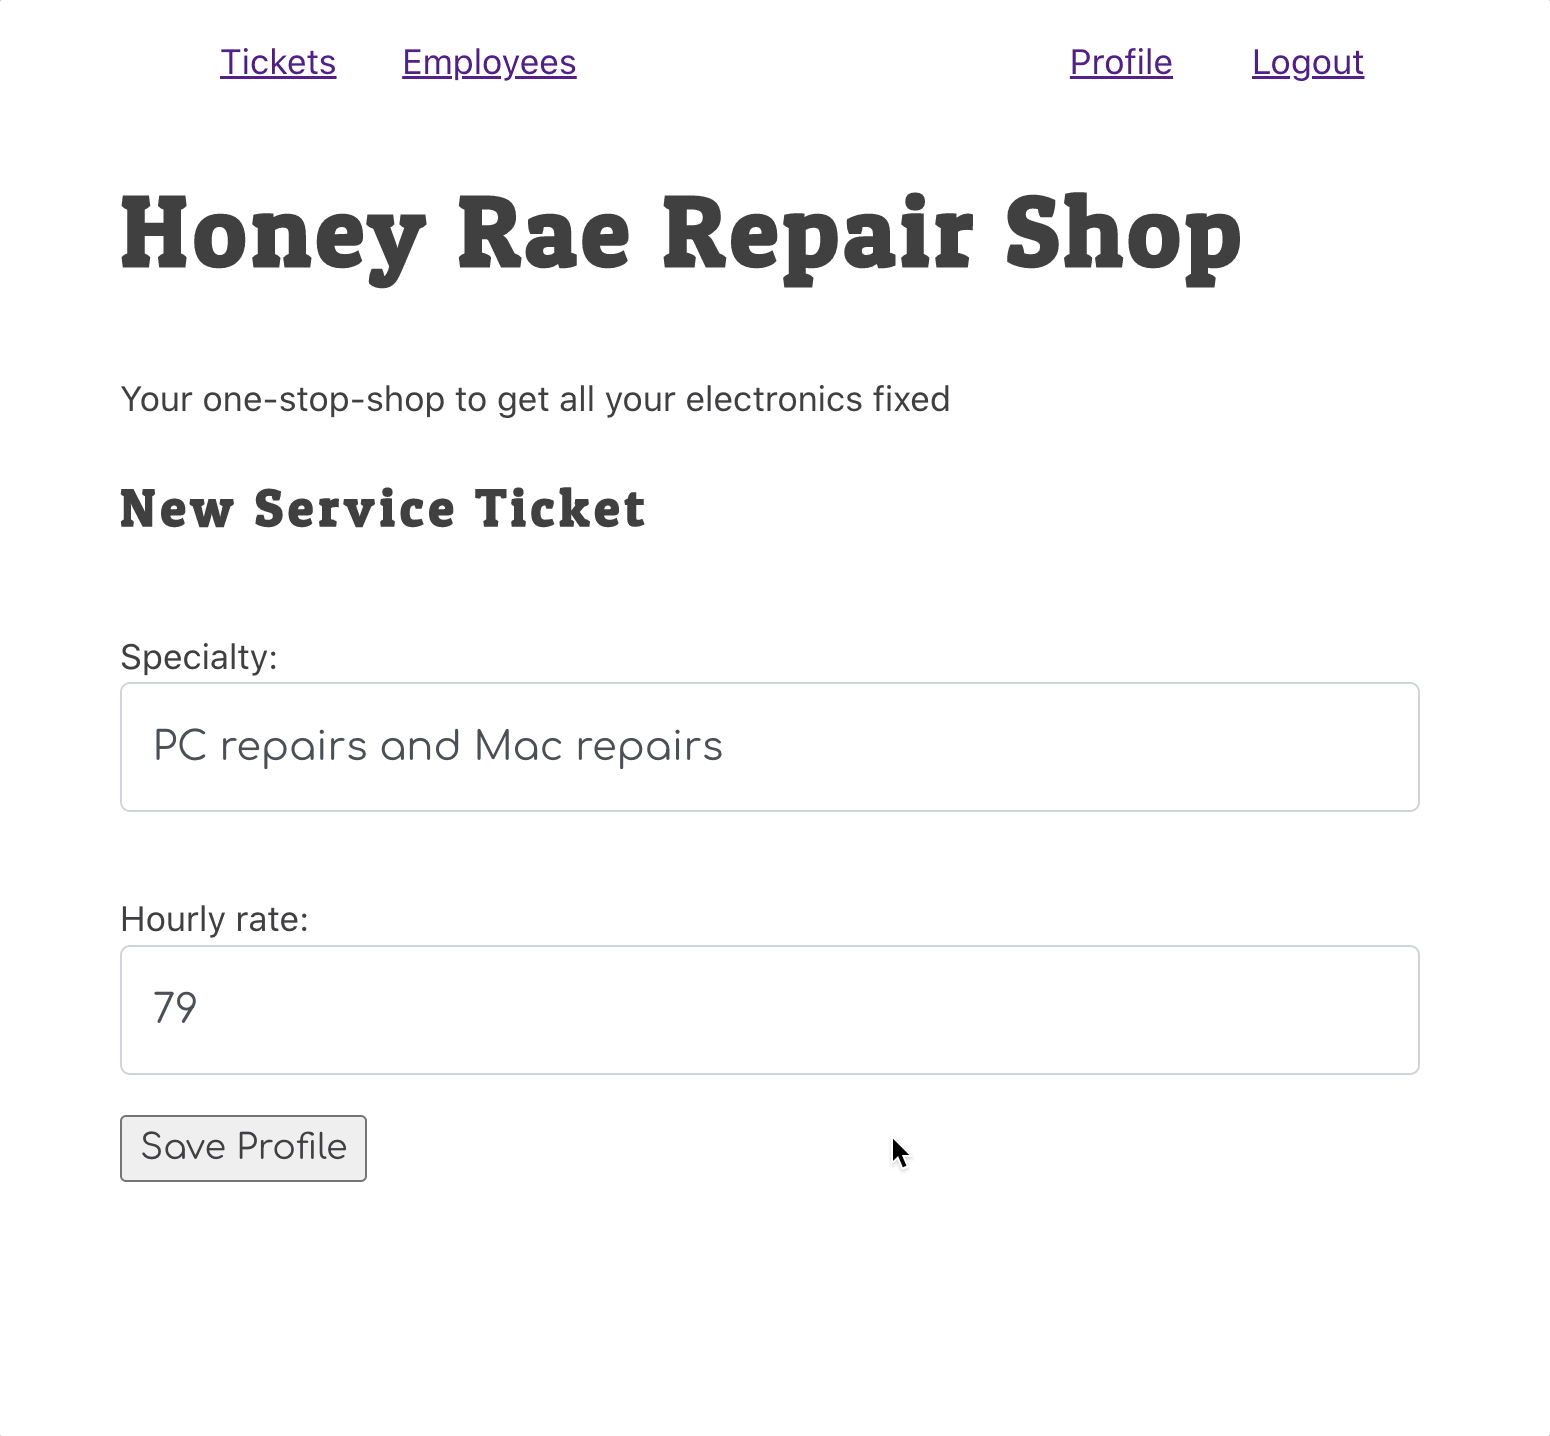 Tickets Employees Profile Logout
Honey Rae Repair Shop
Your one-stop-shop to get all your electronics fixed
New Service Ticket
Specialty:
PC repairs and Mac repairs
Hourly rate:
79
Save Profile